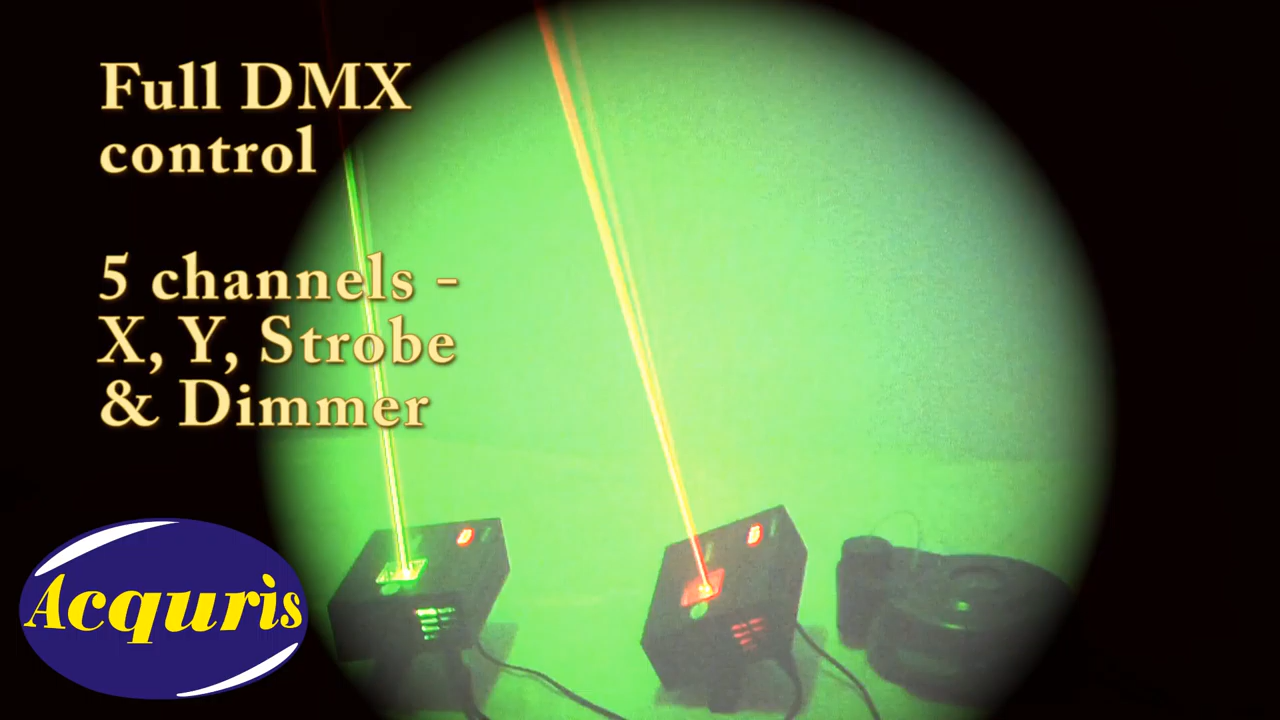 Full DMX
control
5 channels -
X, Y, Strobe
& Dimmer
Acquris